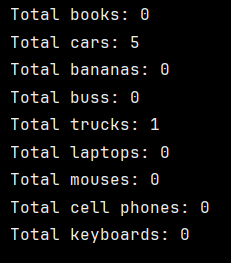 Total books: 0
Total cars: 5
Total bananas: 0
Total buss: 0
Total trucks: 1
Total laptops: 0
Total mouses: 0
Total cell phones: 0
Total keyboards: 0